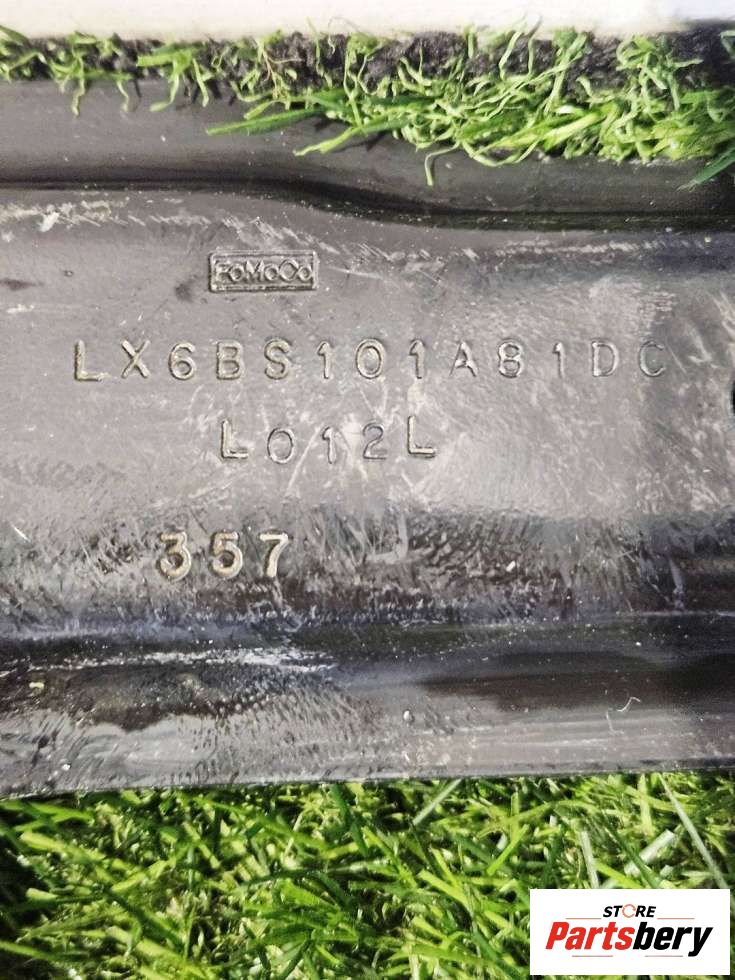 FoMoCo
LX6BS101A81DC
L012L
357
STORE
Partsbery